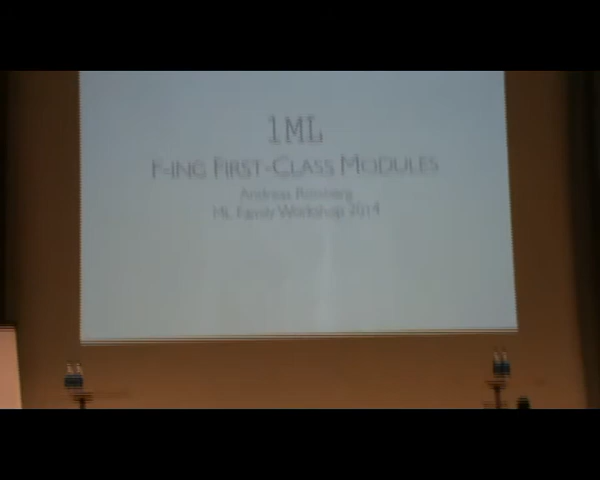 1ML
F-ING FIRST-CLASS MODULES
Andreas Rossberg
ML Family Workshop 2014